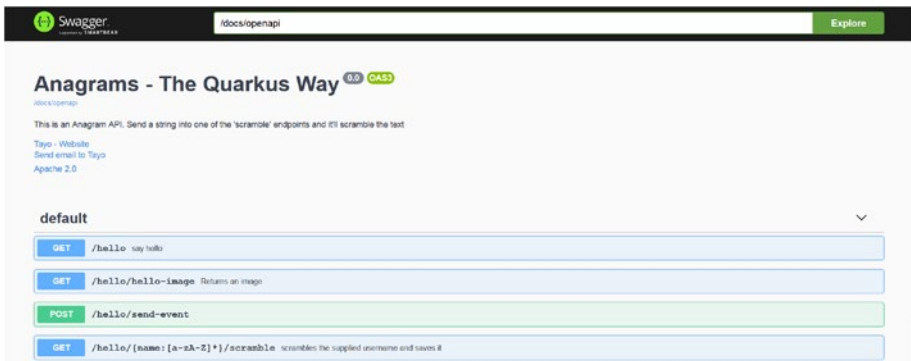 Swagger.
Supported by SMARTBEAR
/docs/openapi
Explore
Anagrams - The Quarkus Way 0.0 OAS3
/docs/openapi
This is an Anagram API. Send a string into one of the 'scramble' endpoints and it'll scramble the text
Tayo - Website
Send email to Tayo
Apache 2.0
default
GET /hello say hello
GET /hello/hello-image Returns an image
POST /hello/send-event
GET /hello/{name:[a-zA-Z]*}/scramble scrambles the supplied username and saves it